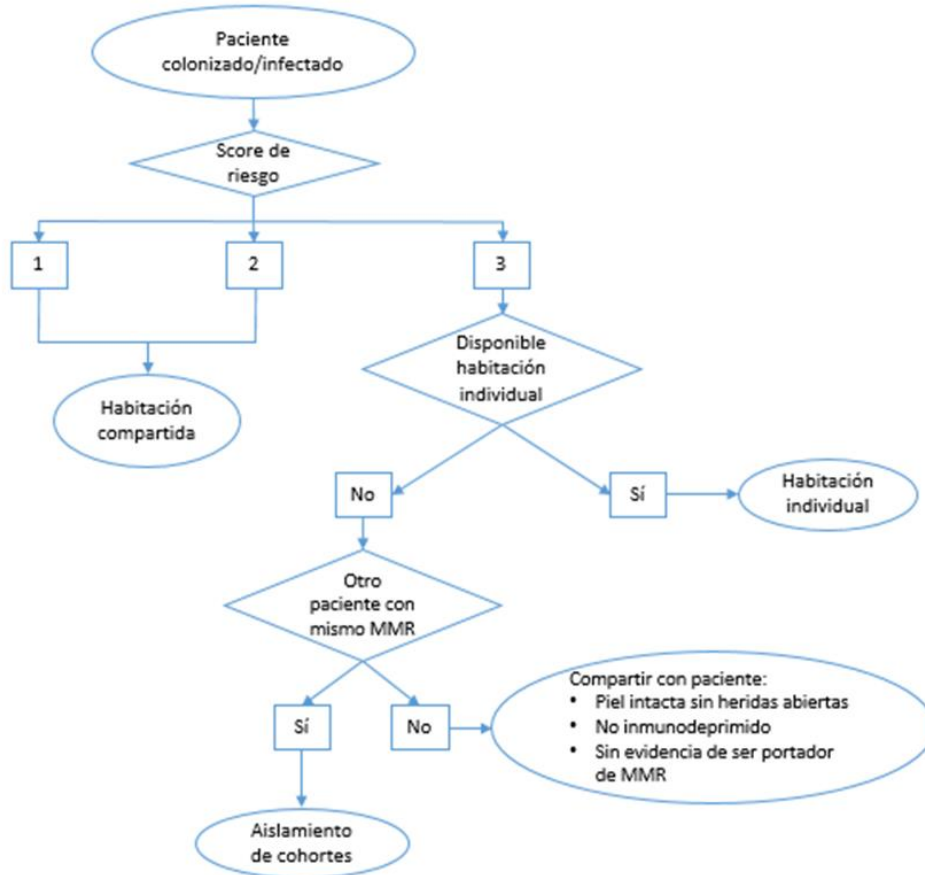 Paciente
colonizado/infectado
Score de
riesgo
1
2
3
Disponible
habitación
individual
Habitación
compartida
No
Sí
Habitación
individual
Otro
paciente con
mismo MMR
Compartir con paciente:
• Piel intacta sin heridas abiertas
• No inmunodeprimido
• Sin evidencia de ser portador
de MMR
Sí
No
Aislamiento
de cohortes